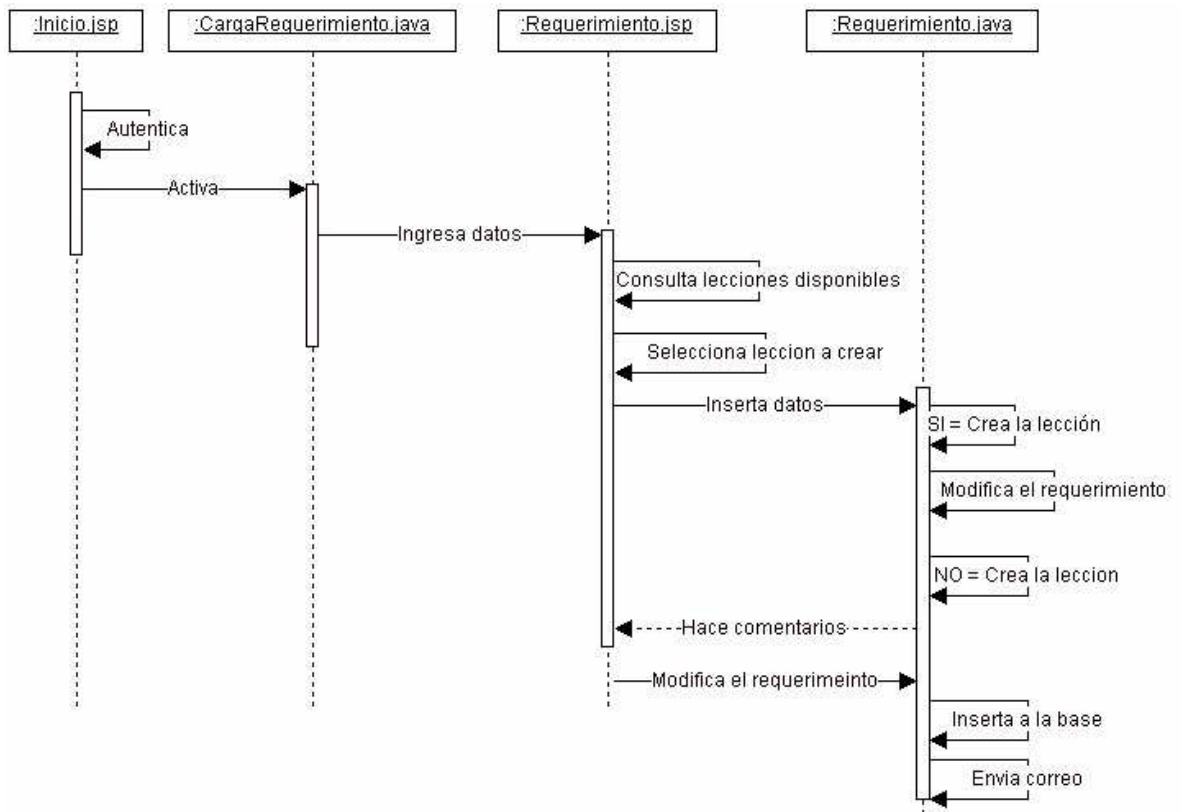 :Inicio.jsp
:CargaRequerimiento.java
:Requerimiento.jsp
:Requerimiento.java
Autentica
Activa
Ingresa datos
Consulta lecciones disponibles
Selecciona leccion a crear
Inserta datos
SI = Crea la lección
Modifica el requerimiento
NO = Crea la leccion
Hace comentarios
Modifica el requerimeinto
Inserta a la base
Envia correo